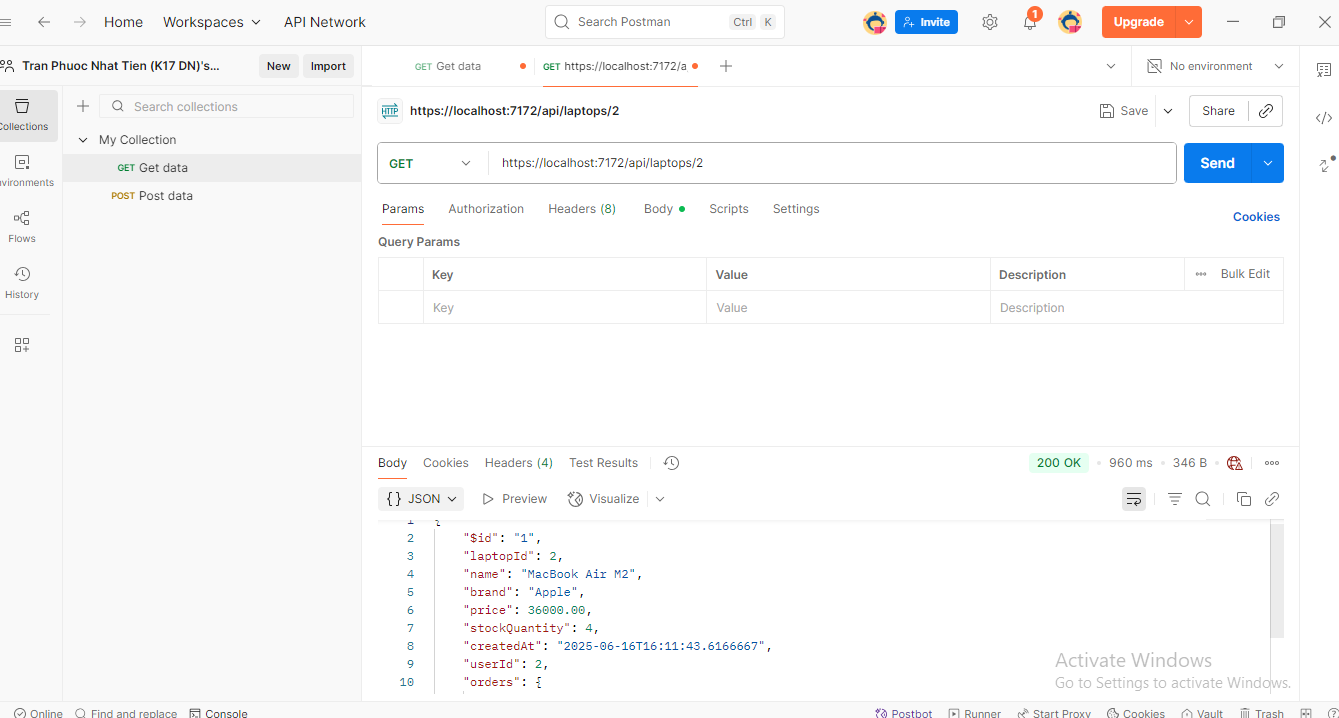 Home Workspaces API Network Search Postman Ctrl K Invite 1 Upgrade
Tran Phuoc Nhat Tien (K17 DN)'s... New Import GET Get data GET https://localhost:7172/a No environment
Collections
Search collections
HTTP https://localhost:7172/api/laptops/2 Save Share
My Collection
GET Get data
GET https://localhost:7172/api/laptops/2 Send
vironments
POST Post data
Params Authorization Headers (8) Body Scripts Settings Cookies
Flows
Query Params
Key Value Description Bulk Edit
History
Key Value Description
Body Cookies Headers (4) Test Results 200 OK 960 ms 346 B
{} JSON Preview Visualize
1 {
2 "$id": "1",
3 "laptopId": 2,
4 "name": "MacBook Air M2",
5 "brand": "Apple",
6 "price": 36000.00,
7 "stockQuantity": 4,
8 "createdAt": "2025-06-16T16:11:43.6166667",
9 "userId": 2,
10 "orders": {
Activate Windows
Go to Settings to activate Windows.
Online Find and replace Console Postbot Runner Start Proxy Cookies Vault Trash